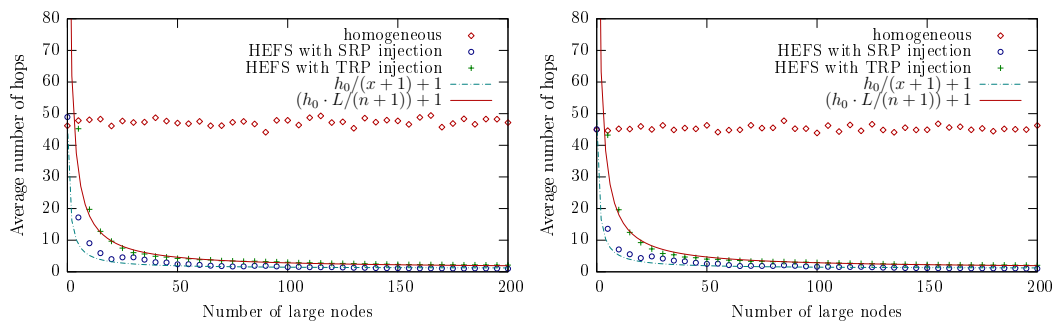 Average number of hops
80
70
60
50
40
30
20
10
0
0
50
100
150
200
Number of large nodes
homogeneous
HEFS with SRP injection
HEFS with TRP injection
h₀/(x + 1) + 1
(h₀ · L/(n + 1)) + 1
Average number of hops
80
70
60
50
40
30
20
10
0
0
50
100
150
200
Number of large nodes
homogeneous
HEFS with SRP injection
HEFS with TRP injection
h₀/(x + 1) + 1
(h₀ · L/(n + 1)) + 1